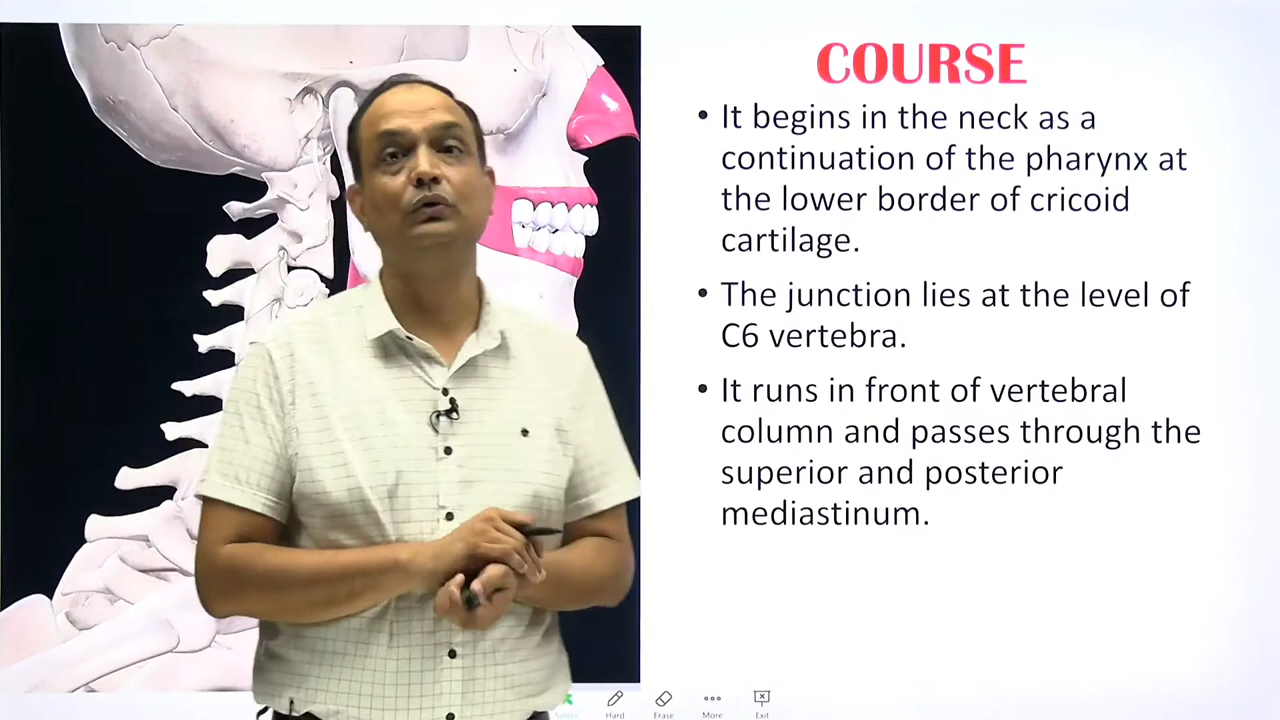 COURSE
• It begins in the neck as a
continuation of the pharynx at
the lower border of cricoid
cartilage.
• The junction lies at the level of
C6 vertebra.
• It runs in front of vertebral
column and passes through the
superior and posterior
mediastinum.
Select Hard Erase More Exit